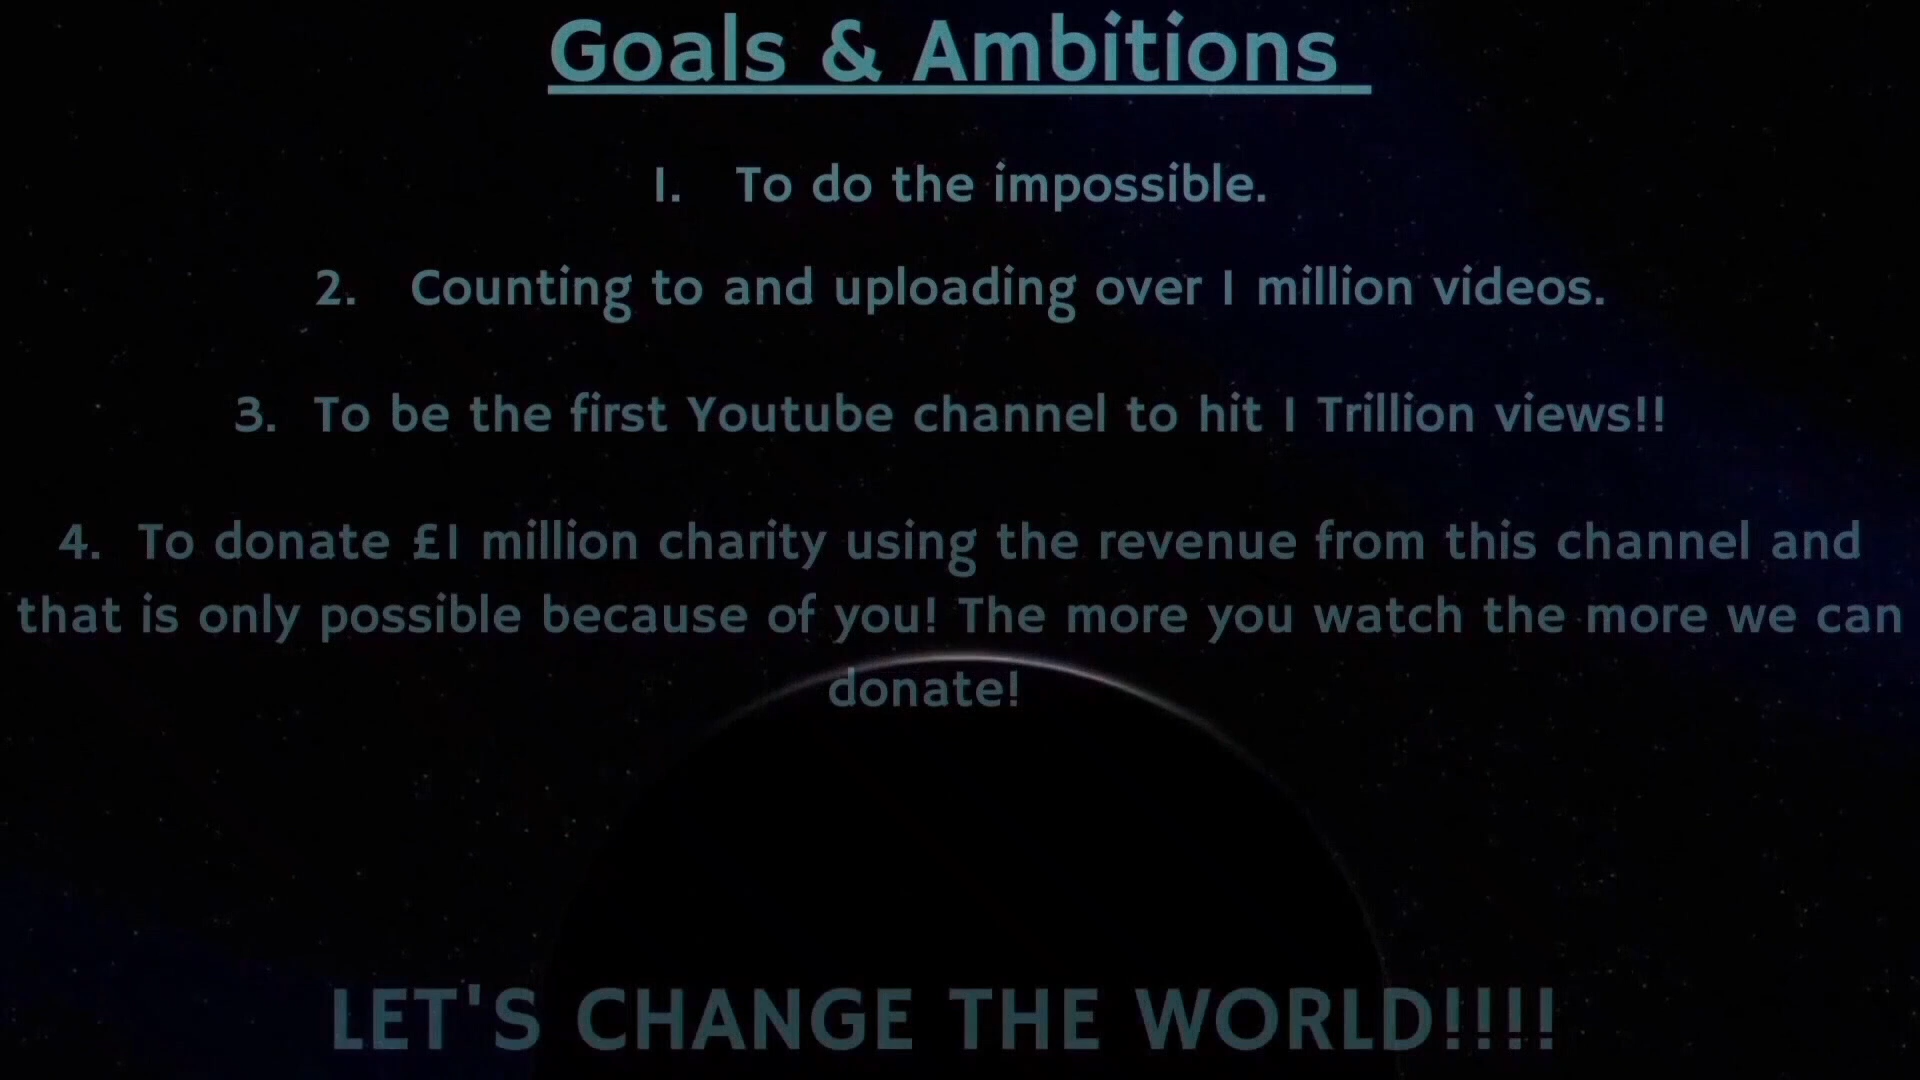 Goals & Ambitions
1. To do the impossible.
2. Counting to and uploading over 1 million videos.
3. To be the first Youtube channel to hit 1 Trillion views!!
4. To donate £1 million charity using the revenue from this channel and
that is only possible because of you! The more you watch the more we can
donate!
LET'S CHANGE THE WORLD!!!!